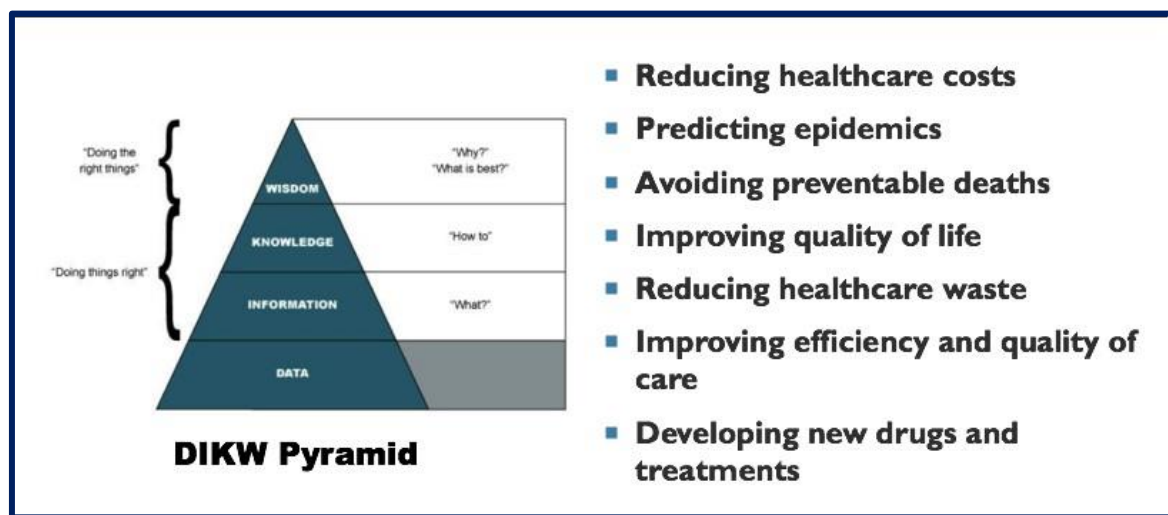 "Doing the
right things"
"Doing things right"
WISDOM
KNOWLEDGE
INFORMATION
DATA
"Why?"
"What is best?"
"How to"
"What?"
DIKW Pyramid
Reducing healthcare costs
Predicting epidemics
Avoiding preventable deaths
Improving quality of life
Reducing healthcare waste
Improving efficiency and quality of
care
Developing new drugs and
treatments